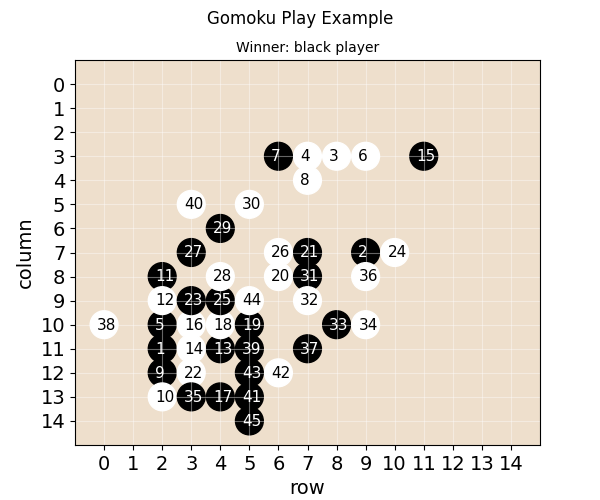 Gomoku Play Example
Winner: black player
0
1
2
3 7 4 3 6 15
4 8
5 40 30
6 29
7 27 26 21 2 24
8 11 28 20 31 36
9 12 23 25 44 32
10 38 5 16 18 19 33 34
11 1 14 13 39 37
12 9 22 43 42
13 10 35 17 41
14 45
0 1 2 3 4 5 6 7 8 9 10 11 12 13 14
column
row